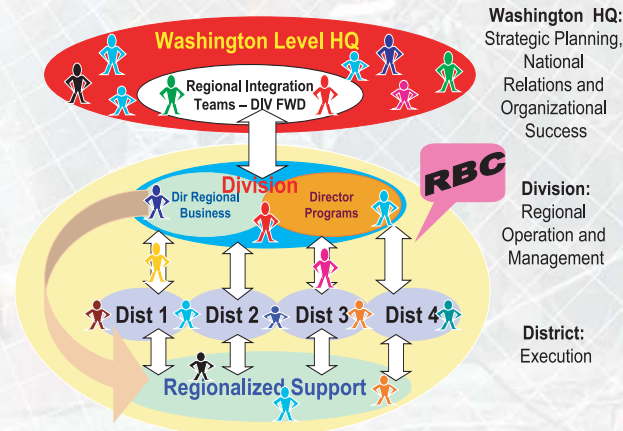 Washington Level HQ
Regional Integration
Teams – DIV FWD
Division
Dir Regional
Business
Director
Programs
RBC
Dist 1
Dist 2
Dist 3
Dist 4
Regionalized Support
Washington HQ:
Strategic Planning,
National
Relations and
Organizational
Success
Division:
Regional
Operation and
Management
District:
Execution